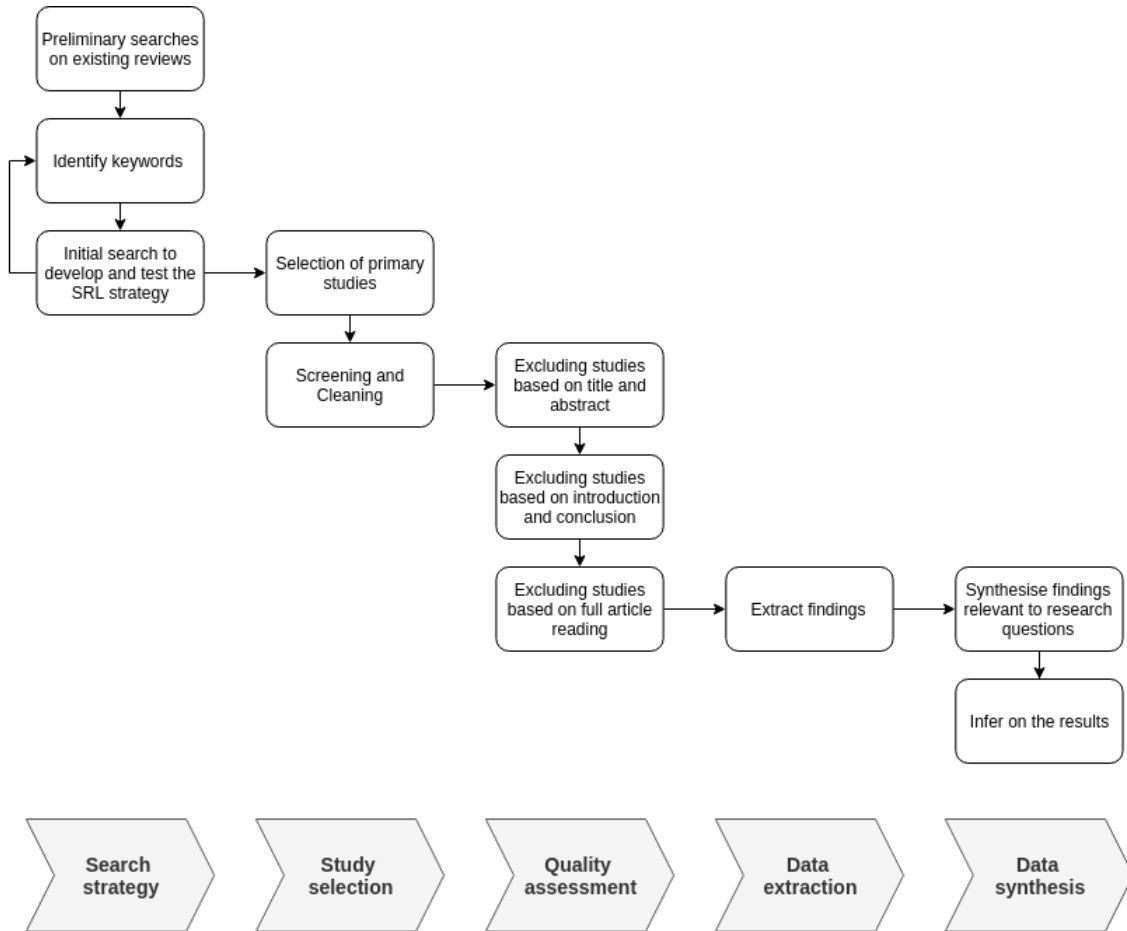 Preliminary searches
on existing reviews
Identify keywords
Initial search to
develop and test the
SRL strategy
Selection of primary
studies
Screening and
Cleaning
Excluding studies
based on title and
abstract
Excluding studies
based on introduction
and conclusion
Excluding studies
based on full article
reading
Extract findings
Synthesise findings
relevant to research
questions
Infer on the results
Search
strategy
Study
selection
Quality
assessment
Data
extraction
Data
synthesis